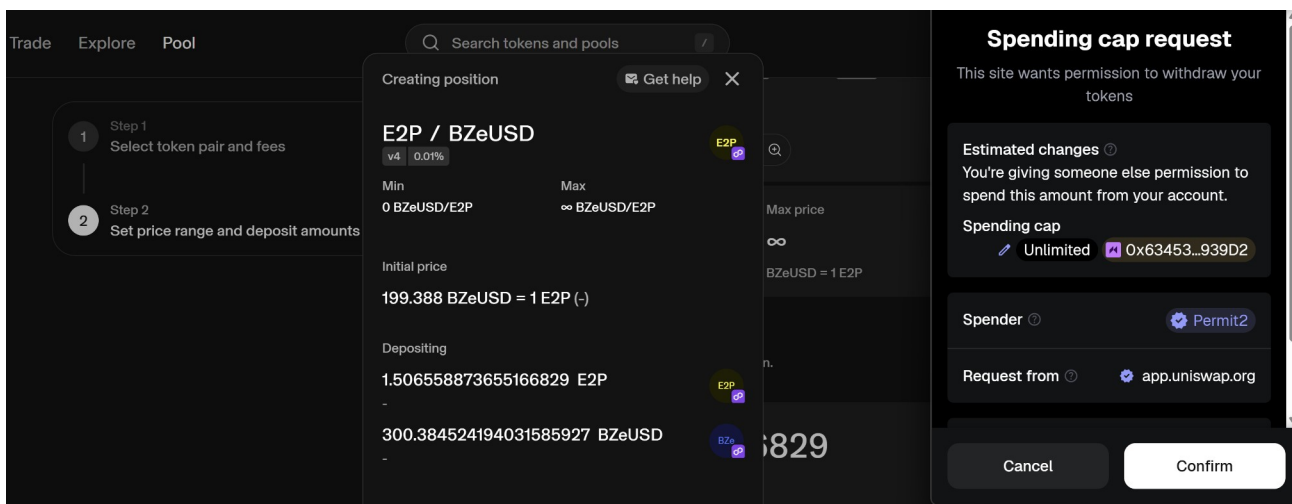 Trade Explore Pool
Search tokens and pools /
1
Step 1
Select token pair and fees
2
Step 2
Set price range and deposit amounts
Creating position
Get help
E2P / BZeUSD
v4 0.01%
E2P
Min Max
0 BZeUSD/E2P ∞ BZeUSD/E2P
Initial price
199.388 BZeUSD = 1 E2P (-)
Depositing
1.506558873655166829 E2P
E2P
-
300.384524194031585927 BZeUSD
BZe
-
Max price
∞
BZeUSD = 1 E2P
n.
6829
Spending cap request
This site wants permission to withdraw your
tokens
Estimated changes
You're giving someone else permission to
spend this amount from your account.
Spending cap
Unlimited 0x63453...939D2
Spender Permit2
Request from app.uniswap.org
Cancel Confirm